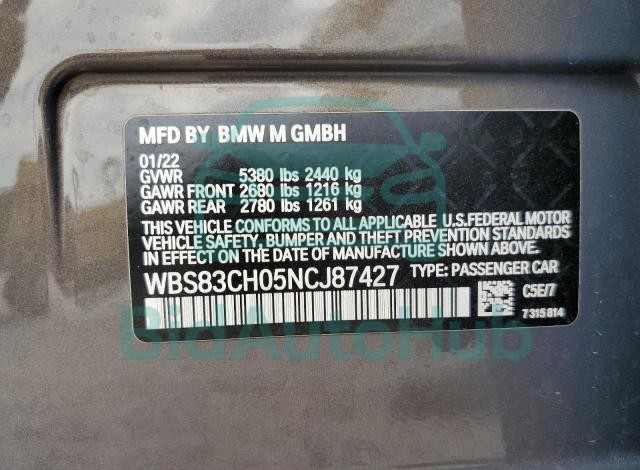 MFD BY BMW M GMBH
01/22
GVWR 5380 lbs 2440 kg
GAWR FRONT 2680 lbs 1216 kg
GAWR REAR 2780 lbs 1261 kg
THIS VEHICLE CONFORMS TO ALL APPLICABLE U.S.FEDERAL MOTOR
VEHICLE SAFETY, BUMPER AND THEFT PREVENTION STANDARDS
IN EFFECT ON THE DATE OF MANUFACTURE SHOWN ABOVE.
WBS83CH05NCJ87427 TYPE: PASSENGER CAR
C5E/7
7315814
BidAutoHub